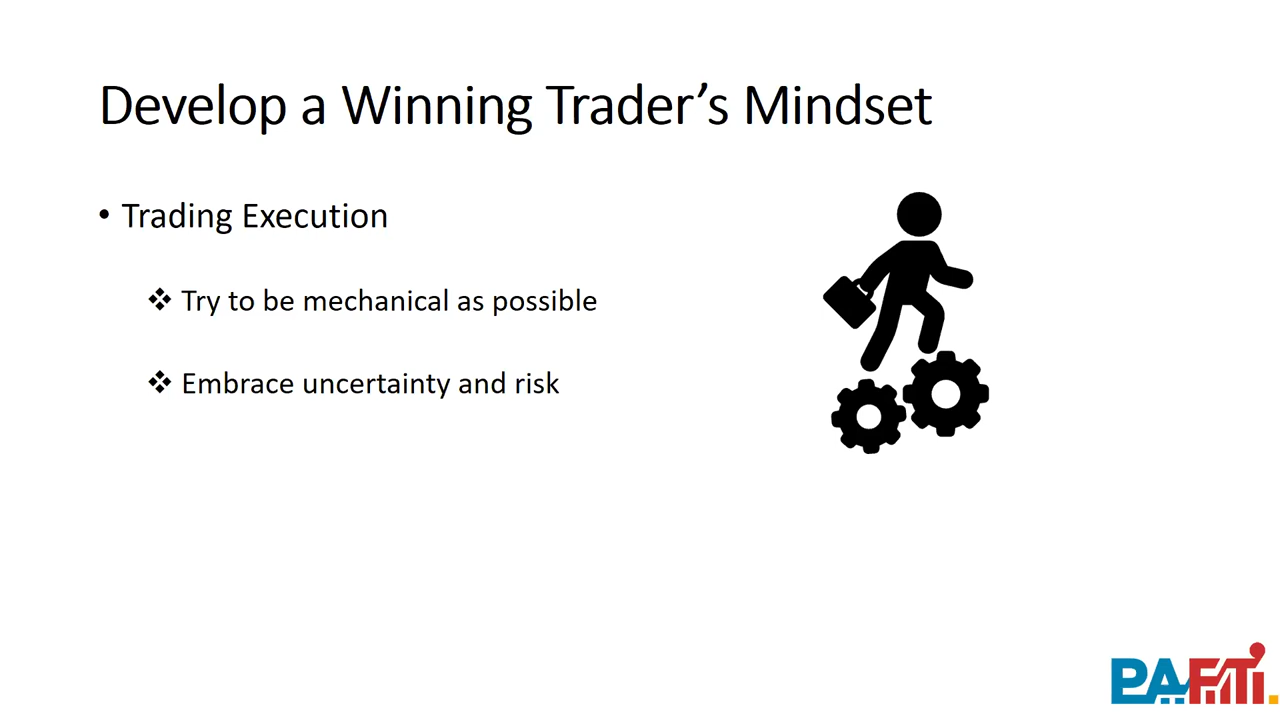 Develop a Winning Trader’s Mindset
• Trading Execution
❖ Try to be mechanical as possible
❖ Embrace uncertainty and risk
PAFTI